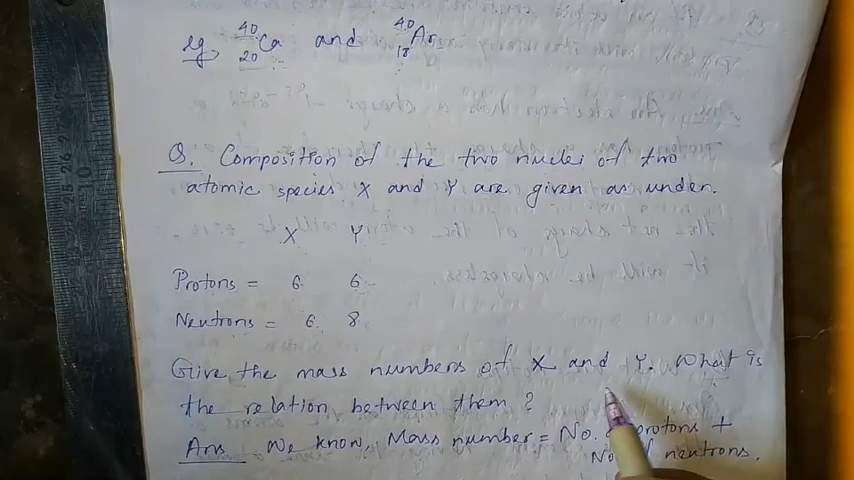 eg, 40 20 Ca and 40 18 Ar
Q. Composition of the two nuclei of two
atomic species X and Y are given as under.
X Y
Protons = 6 6
Neutrons = 6 8
Give the mass numbers of X and Y. What is
the relation between them ?
Ans We know, Mass number = No. protons +
No. neutrons.